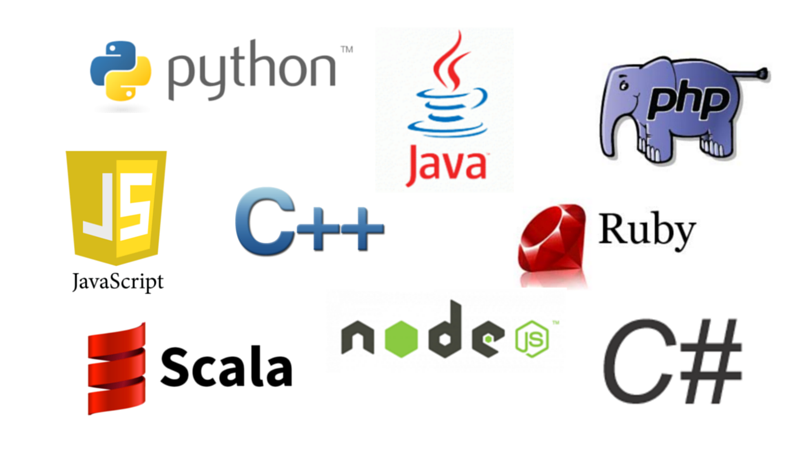 python™
Java
php
JS
JavaScript
C++
Ruby
Scala
node
JS™
C#